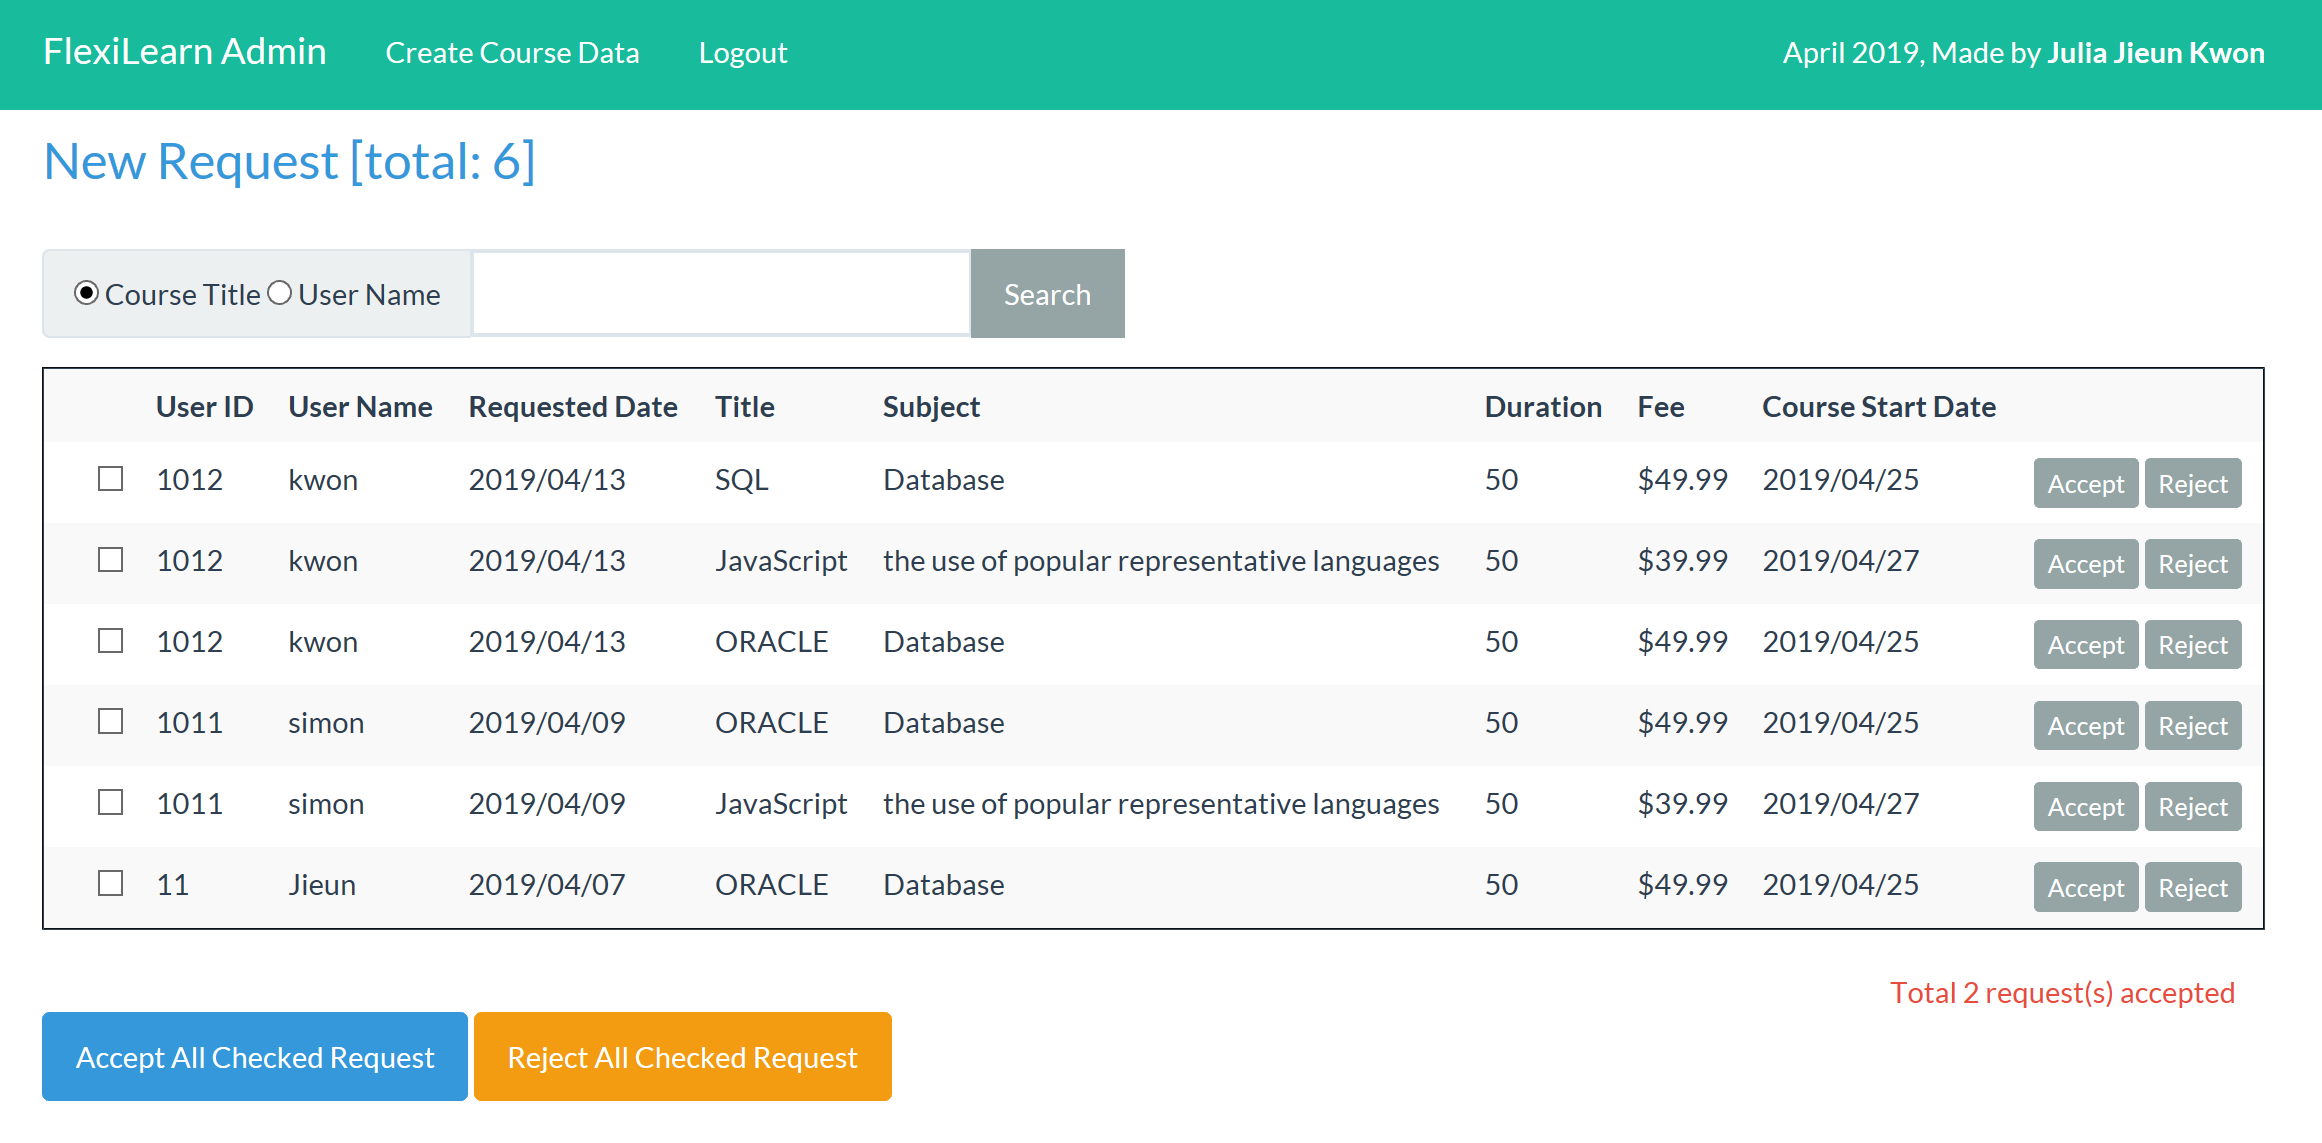 FlexiLearn Admin Create Course Data Logout April 2019, Made by Julia Jieun Kwon
New Request [total: 6]
Course Title User Name Search
User ID User Name Requested Date Title Subject Duration Fee Course Start Date
1012 kwon 2019/04/13 SQL Database 50 $49.99 2019/04/25 Accept Reject
1012 kwon 2019/04/13 JavaScript the use of popular representative languages 50 $39.99 2019/04/27 Accept Reject
1012 kwon 2019/04/13 ORACLE Database 50 $49.99 2019/04/25 Accept Reject
1011 simon 2019/04/09 ORACLE Database 50 $49.99 2019/04/25 Accept Reject
1011 simon 2019/04/09 JavaScript the use of popular representative languages 50 $39.99 2019/04/27 Accept Reject
11 Jieun 2019/04/07 ORACLE Database 50 $49.99 2019/04/25 Accept Reject
Total 2 request(s) accepted
Accept All Checked Request Reject All Checked Request